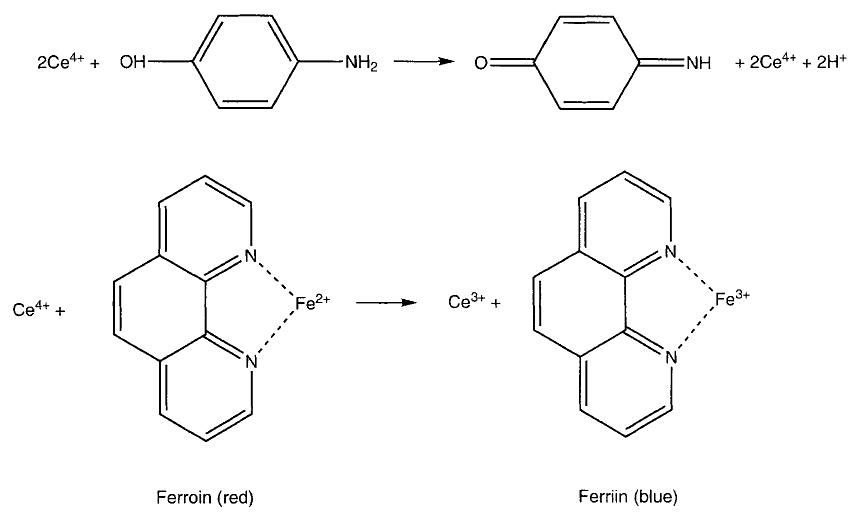 2Ce⁴⁺ + OH NH₂ O NH + 2Ce⁴⁺ + 2H⁺
N N
Ce⁴⁺ + Fe²⁺ Ce³⁺ + Fe³⁺
N N
Ferroin (red) Ferriin (blue)